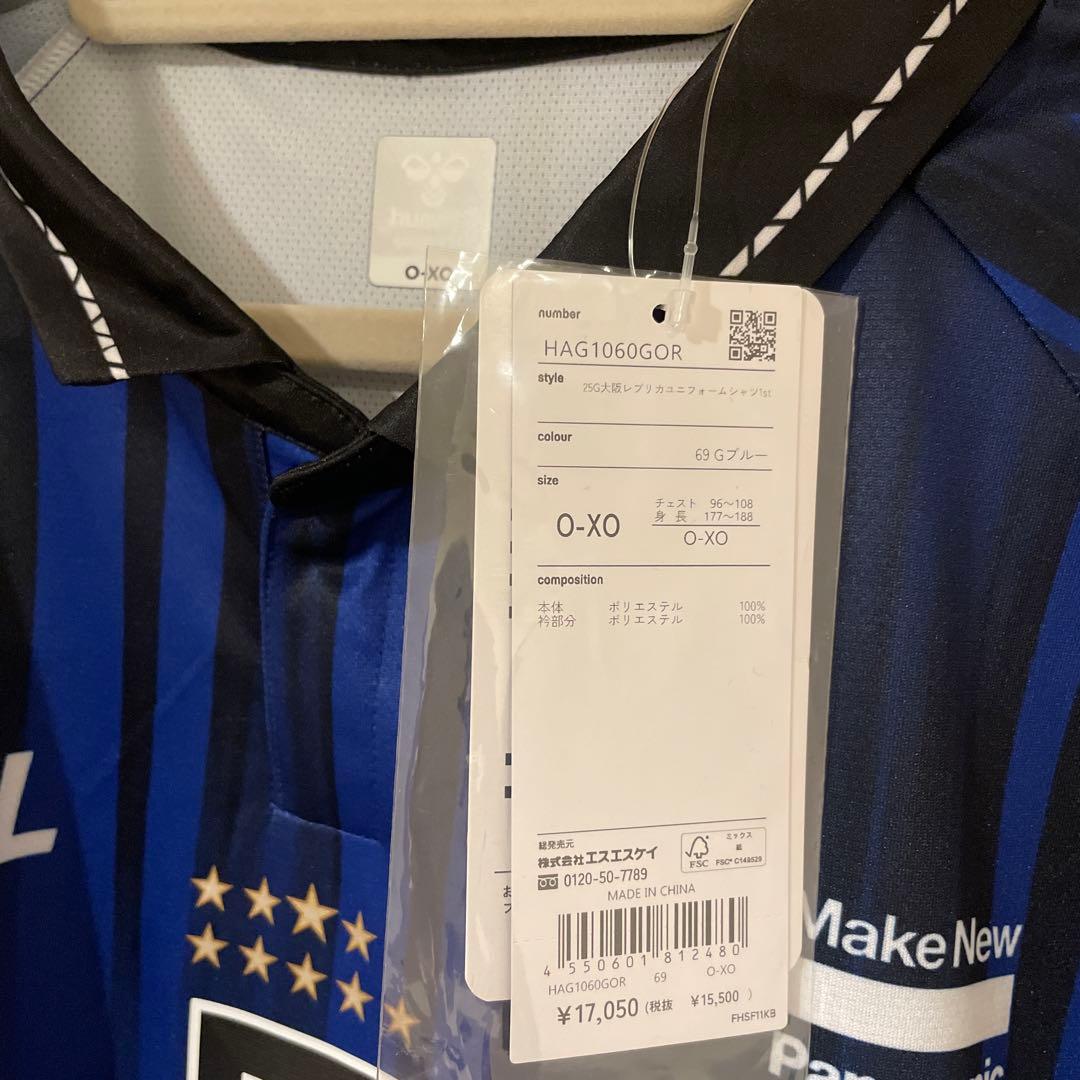 O-XO
number
HAG1060GOR
style
25G大阪レプリカユニフォームシャツ1st
colour
69 Gブルー
size
O-XO
チェスト 96～108
身 長 177～188
O-XO
composition
本体 ポリエステル 100%
衿部分 ポリエステル 100%
総発売元
株式会社エスエスケイ
0120-50-7789
MADE IN CHINA
FSC
ミックス
紙
FSC® C149529
4 550601 812480
HAG1060GOR 69 O-XO
¥17,050 (税抜 ¥15,500 )
FHSF11KB
Make New